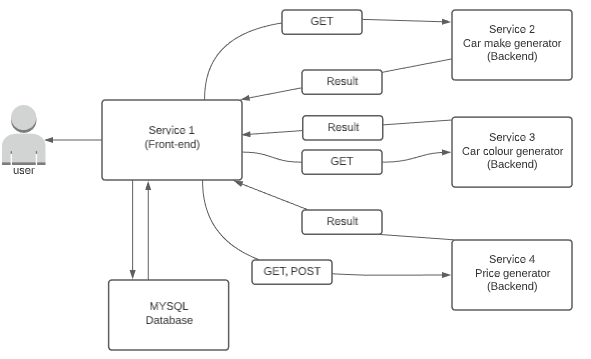 GET
Service 2
Car make generator
(Backend)
Result
Service 1
(Front-end)
Result
Service 3
Car colour generator
(Backend)
GET
user
Result
Service 4
Price generator
(Backend)
GET, POST
MYSQL
Database